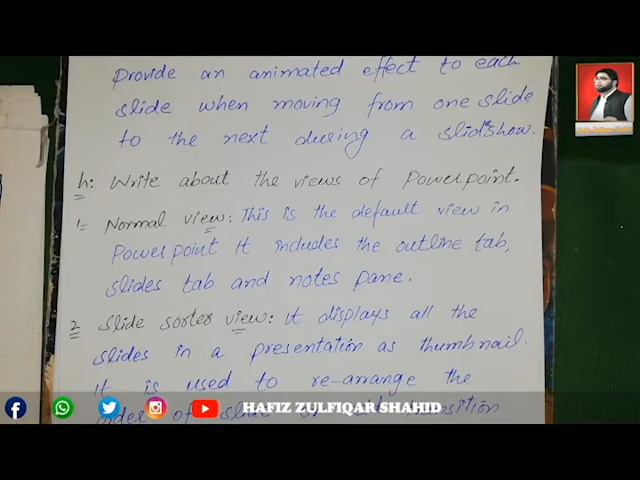 Provide an animated effect to each
slide when moving from one slide
to the next during a slidshow.
h: Write about the views of Powerpoint.
1= Normal view: This is the default view in
Powerpoint It includes the outline tab,
slides tab and notes pane.
2 Slide sorter view: It displays all the
slides in a presentation as thumbnail.
It is used to re-arrange the
of slide
HAFIZ ZULFIQAR SHAHID